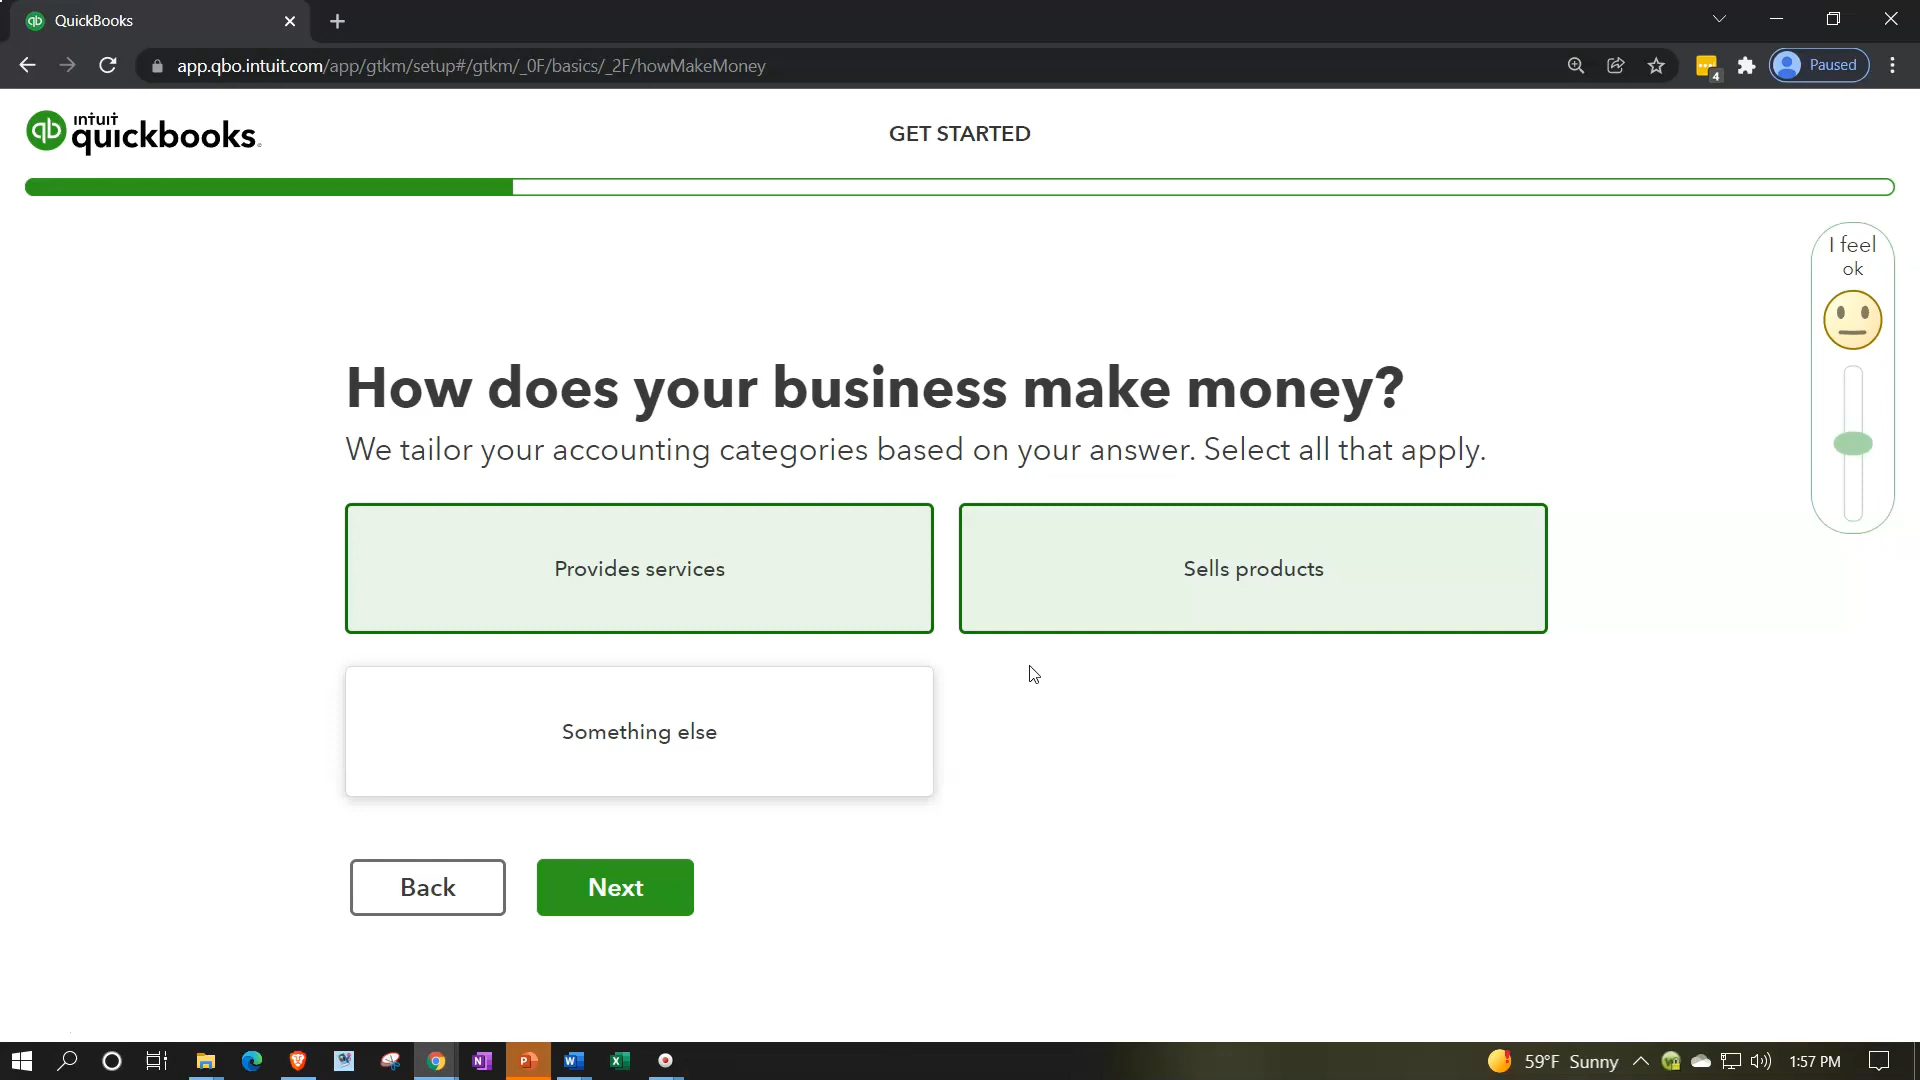 QuickBooks
app.qbo.intuit.com/app/gtkm/setup#/gtkm/_0F/basics/_2F/howMakeMoney
4
Paused
qb
intuit
quickbooks.
GET STARTED
I feel
ok
How does your business make money?
We tailor your accounting categories based on your answer. Select all that apply.
Provides services
Sells products
Something else
Back
Next
59°F Sunny
1:57 PM